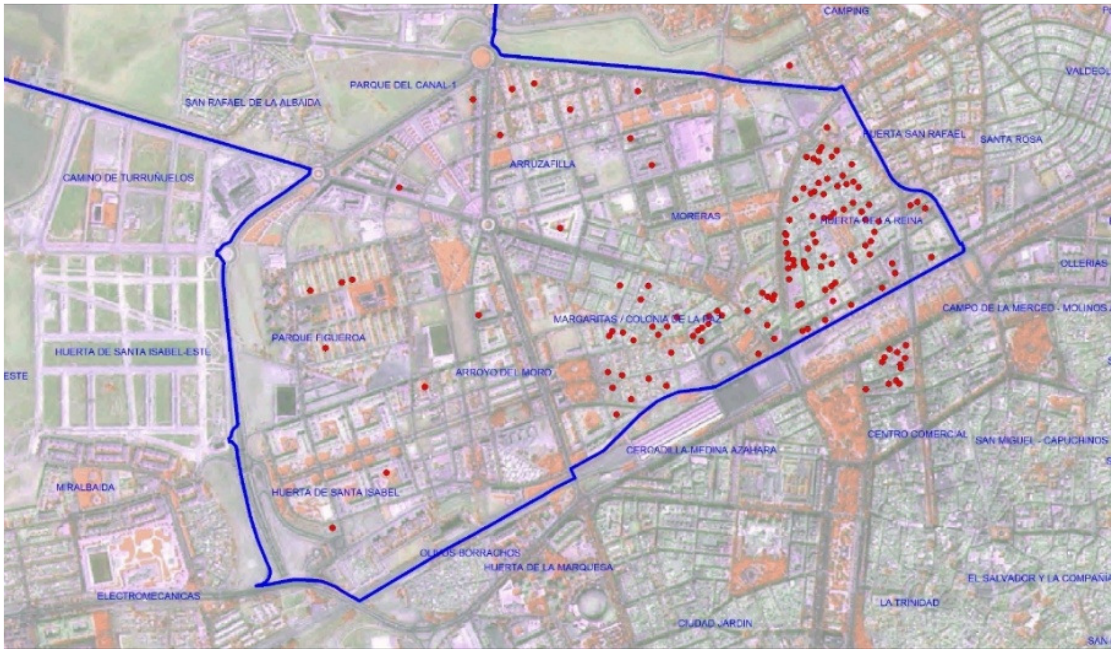 CAMPING
PARQUE DEL CANAL-1
SAN RAFAEL DE LA ALBAIDA
HUERTA SAN RAFAEL
SANTA ROSA
ARRUZAFILLA
CAMINO DE TURRUÑUELOS
MORERAS
HUERTA DE LA REINA
OLLERIAS
CAMPO DE LA MERCED - MOLINOS
MARGARITAS / COLONIA DE LA PAZ
PARQUE FIGUEROA
HUERTA DE SANTA ISABEL-ESTE
ESTE
ARROYO DEL MORO
CENTRO COMERCIAL
SAN MIGUEL - CAPUCHINOS
CERCADILLA-MEDINA AZAHARA
MIRALBAIDA
HUERTA DE SANTA ISABEL
OLIVOS-BORRACHOS
HUERTA DE LA MARQUESA
EL SALVADOR Y LA COMPAÑIA
ELECTROMECANICAS
LA TRINIDAD
CIUDAD JARDIN
SAN